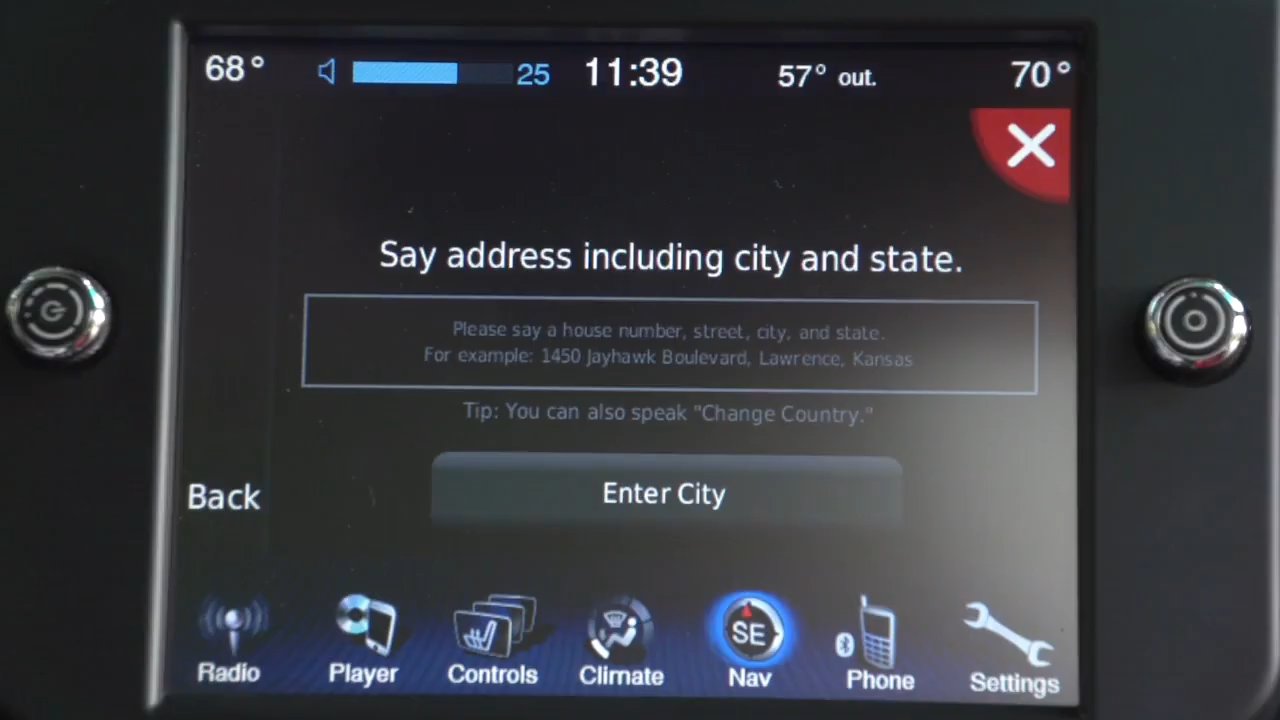 68° 25 11:39 57° out. 70°
Say address including city and state.
Please say a house number, street, city, and state.
For example: 1450 Jayhawk Boulevard, Lawrence, Kansas
Tip: You can also speak "Change Country."
Enter City
Back
SE
Radio Player Controls Climate Nav Phone Settings